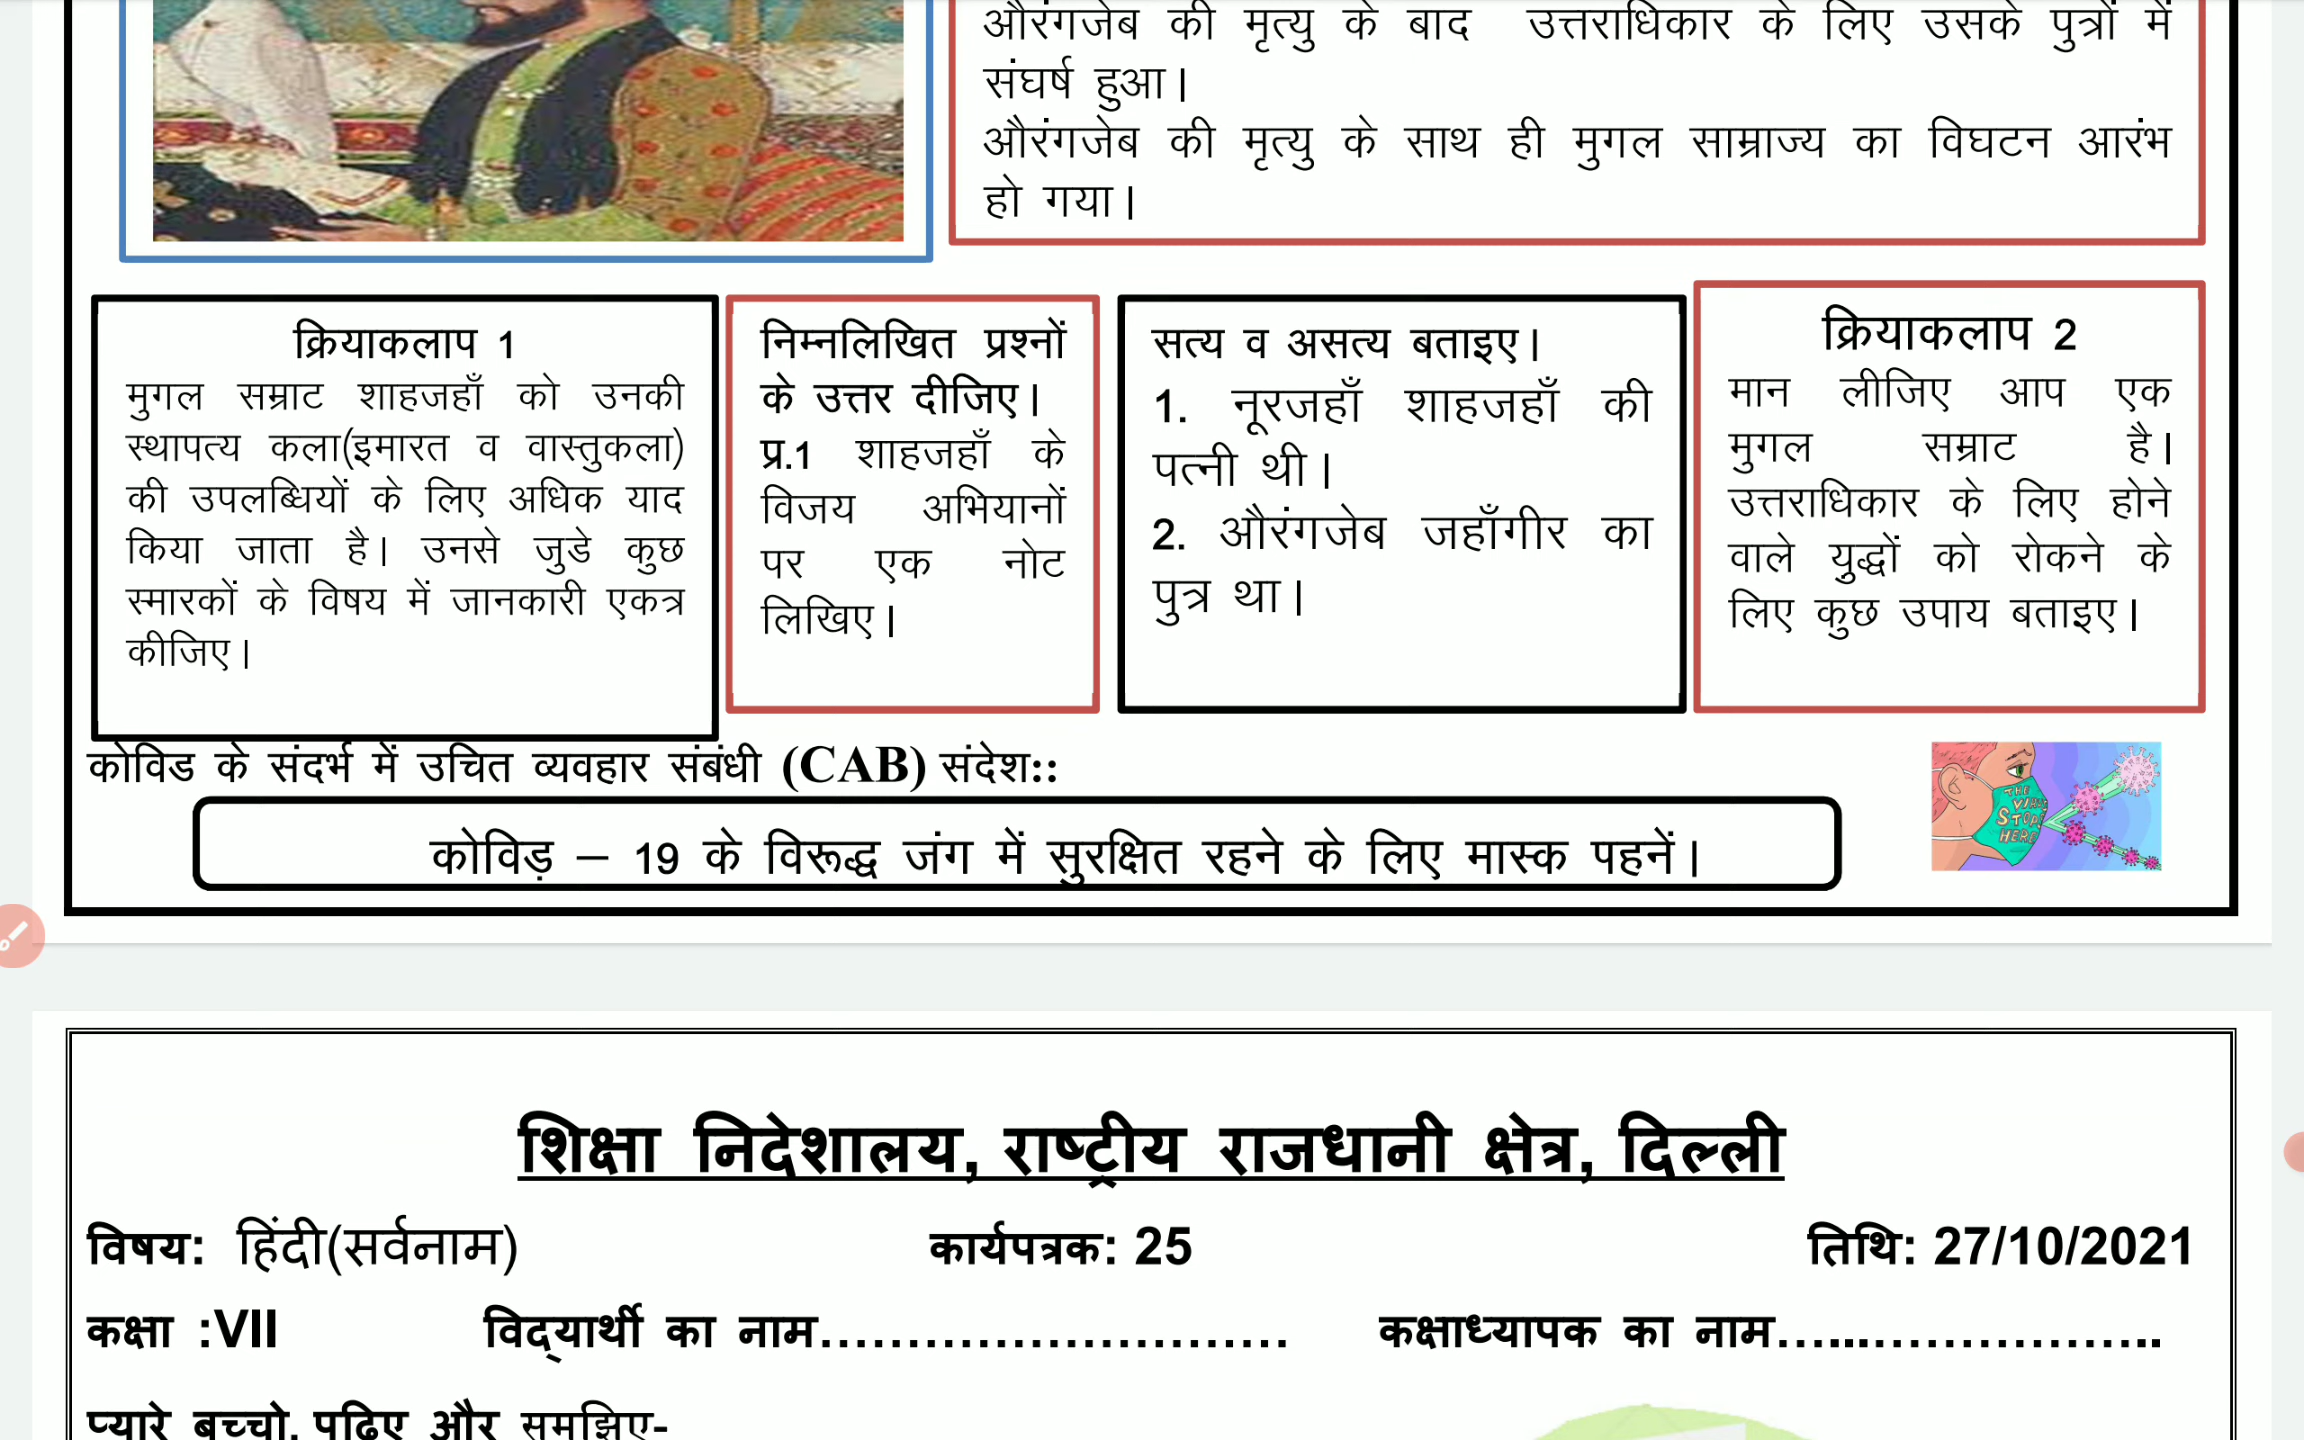 औरंगजेब की मृत्यु के बाद उत्तराधिकार के लिए उसके पुत्रों में
संघर्ष हुआ।
औरंगजेब की मृत्यु के साथ ही मुगल साम्राज्य का विघटन आरंभ
हो गया।
क्रियाकलाप 1
मुगल सम्राट शाहजहाँ को उनकी
स्थापत्य कला(इमारत व वास्तुकला)
की उपलब्धियों के लिए अधिक याद
किया जाता है। उनसे जुडे कुछ
स्मारकों के विषय में जानकारी एकत्र
कीजिए।
निम्नलिखित प्रश्नों
के उत्तर दीजिए।
प्र.1 शाहजहाँ के
विजय अभियानों
पर एक नोट
लिखिए।
सत्य व असत्य बताइए।
1. नूरजहाँ शाहजहाँ की
पत्नी थी।
2. औरंगजेब जहाँगीर का
पुत्र था।
क्रियाकलाप 2
मान लीजिए आप एक
मुगल सम्राट है।
उत्तराधिकार के लिए होने
वाले युद्धों को रोकने के
लिए कुछ उपाय बताइए।
कोविड के संदर्भ में उचित व्यवहार संबंधी (CAB) संदेश::
कोविड़ – 19 के विरूद्ध जंग में सुरक्षित रहने के लिए मास्क पहनें।
THE
VIRUS
STOPS
HERE
शिक्षा निदेशालय, राष्ट्रीय राजधानी क्षेत्र, दिल्ली
विषय: हिंदी(सर्वनाम) कार्यपत्रक: 25 तिथि: 27/10/2021
कक्षा :VII विद्यार्थी का नाम........................... कक्षाध्यापक का नाम.......................
प्यारे बच्चो, पढ़िए और समझिए-